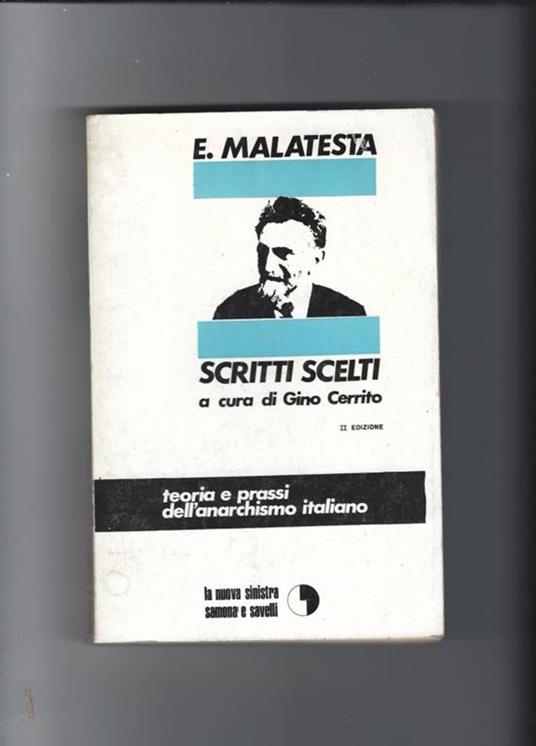 E. MALATESTA
SCRITTI SCELTI
a cura di Gino Cerrito
II EDIZIONE
teoria e prassi
dell'anarchismo italiano
la nuova sinistra
samonà e savelli